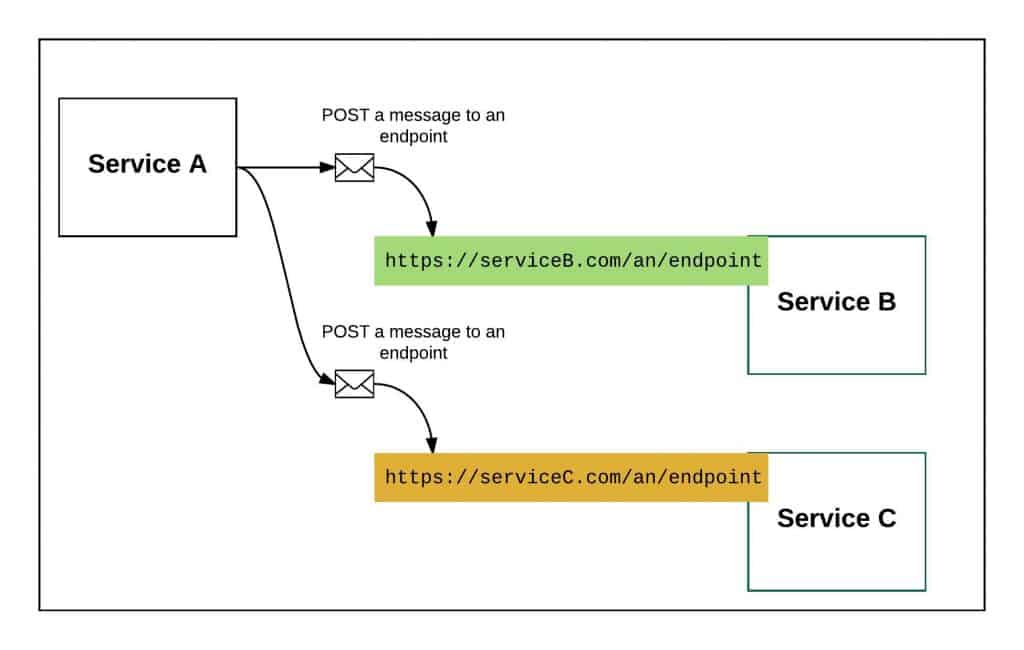 Service A
POST a message to an
endpoint
https://serviceB.com/an/endpoint
Service B
POST a message to an
endpoint
https://serviceC.com/an/endpoint
Service C